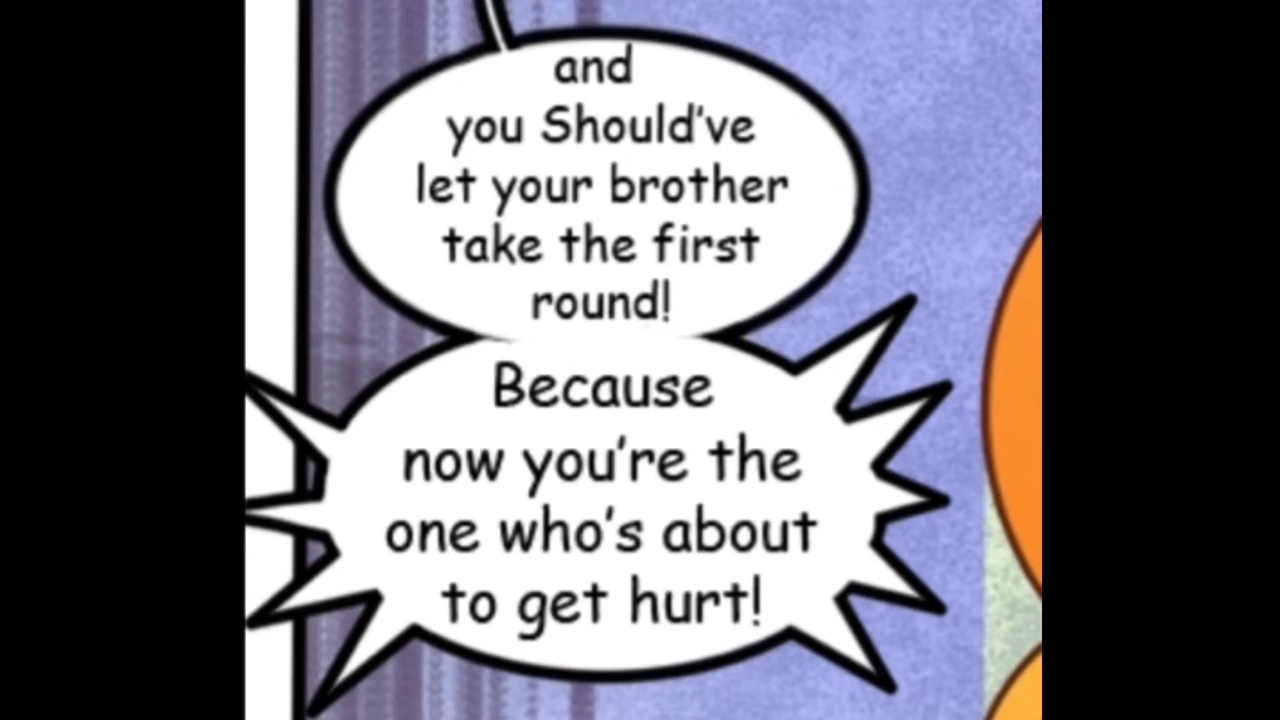 and
you Should've
let your brother
take the first
round!
Because
now you're the
one who's about
to get hurt!